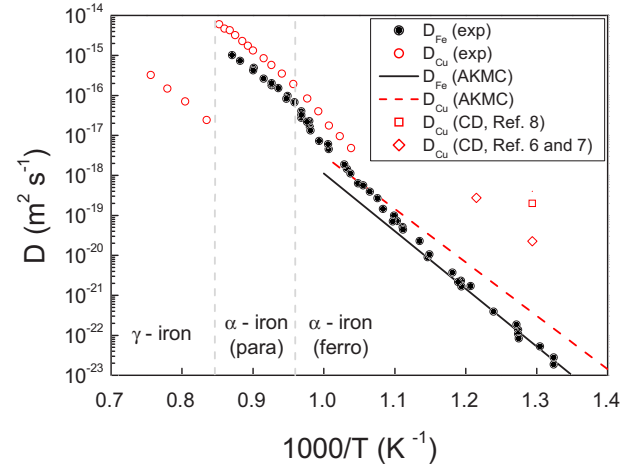 D (m² s⁻¹)
10⁻¹⁴
10⁻¹⁵
10⁻¹⁶
10⁻¹⁷
10⁻¹⁸
10⁻¹⁹
10⁻²⁰
10⁻²¹
10⁻²²
10⁻²³
D_Fe (exp)
D_Cu (exp)
D_Fe (AKMC)
D_Cu (AKMC)
D_Cu (CD, Ref. 8)
D_Cu (CD, Ref. 6 and 7)
γ - iron
α - iron
(para)
α - iron
(ferro)
0.7 0.8 0.9 1.0 1.1 1.2 1.3 1.4
1000/T (K⁻¹)